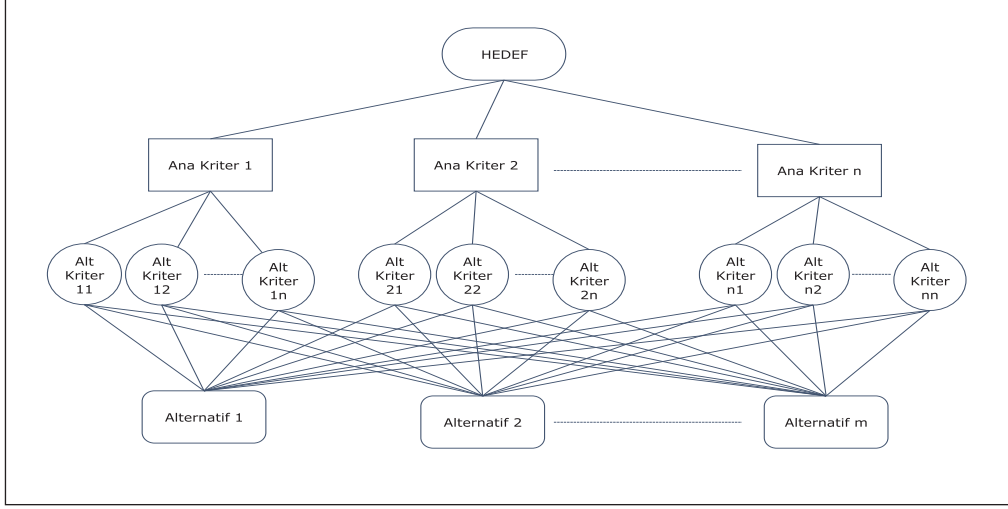 HEDEF
Ana Kriter 1
Ana Kriter 2
Ana Kriter n
Alt
Kriter
11
Alt
Kriter
12
Alt
Kriter
1n
Alt
Kriter
21
Alt
Kriter
22
Alt
Kriter
2n
Alt
Kriter
n1
Alt
Kriter
n2
Alt
Kriter
nn
Alternatif 1
Alternatif 2
Alternatif m